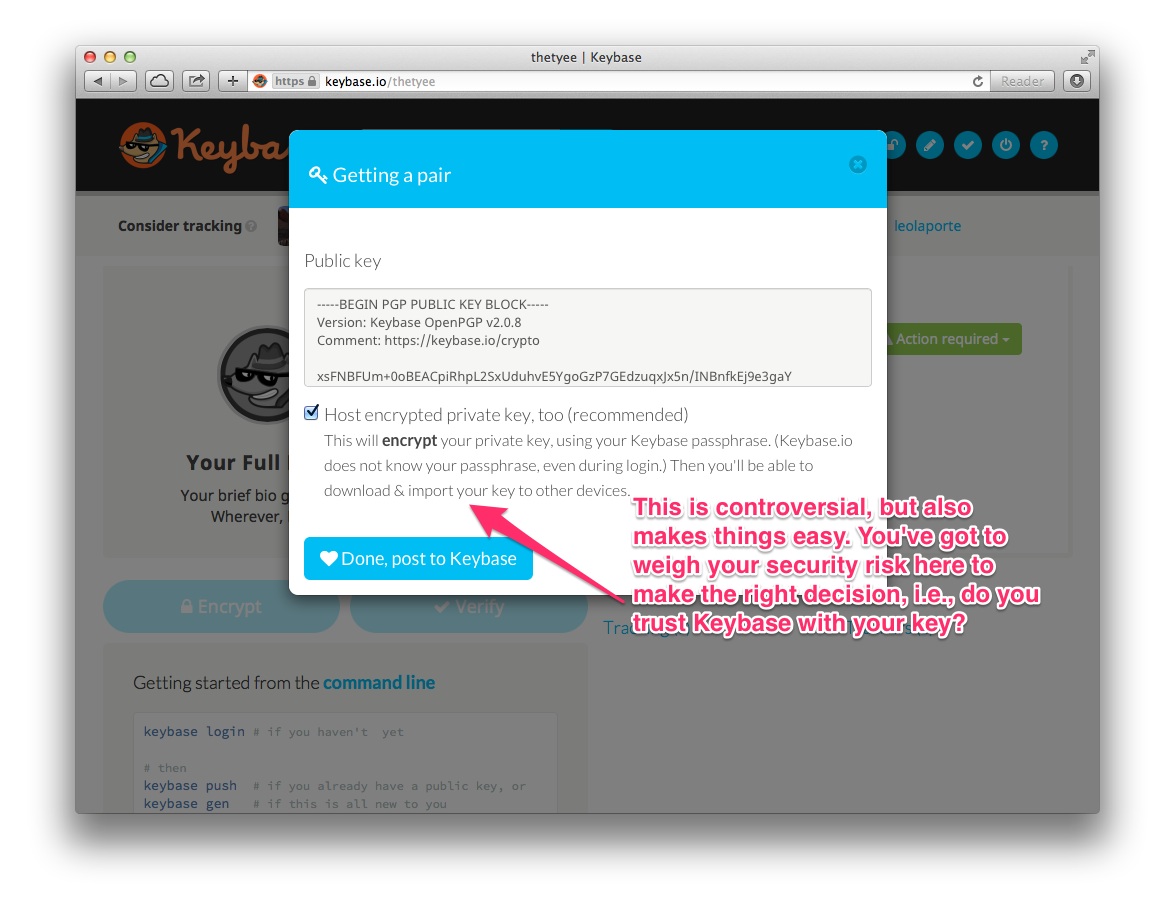 thetyee | Keybase
https keybase.io/thetyee
Reader
Keyba
Getting a pair
Consider tracking
leolaporte
Public key
-----BEGIN PGP PUBLIC KEY BLOCK-----
Version: Keybase OpenPGP v2.0.8
Comment: https://keybase.io/crypto
xsFNBFUm+0oBEACpiRhpL2SxUduhvE5YgoGzP7GEdzuqxJx5n/INBnfkEj9e3gaY
Action required
Host encrypted private key, too (recommended)
This will encrypt your private key, using your Keybase passphrase. (Keybase.io
does not know your passphrase, even during login.) Then you'll be able to
download & import your key to other devices.
Your Full
Your brief bio g
Wherever,
This is controversial, but also
makes things easy. You've got to
weigh your security risk here to
make the right decision, i.e., do you
trust Keybase with your key?
Done, post to Keybase
Encrypt
Verify
Getting started from the command line
keybase login # if you haven't yet
# then
keybase push # if you already have a public key, or
keybase gen # if this is all new to you